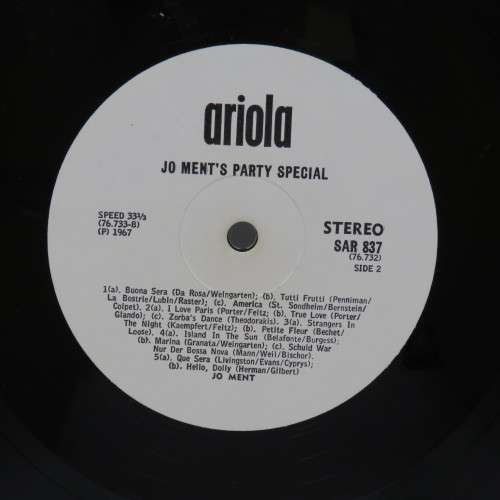 ariola
JO MENT'S PARTY SPECIAL
SPEED 33⅓
(76.733-B)
(P) 1967
STEREO
SAR 837
(76.732)
SIDE 2
1(a). Buona Sera (Da Rosa/Weingarten); (b). Tutti Frutti (Penniman/
La Bostrie/Lubin/Raster); (c). America (St. Sondheim/Bernstein/
Colpet). 2(a). I Love Paris (Porter/Feltz; (b). True Love (Porter/
Glando); (c). Zorba's Dance (Theodorakis). 3(a). Strangers In
The Night (Kaempfert/Feltz); (b). Petite Fleur (Bechet/
Loose). 4(a). Island In The Sun (Belafonte/Burgess);
(b). Marina (Granata/Weingarten); (c). Schuld War
Nur Der Bossa Nova (Mann/Weil/Bischor).
5(a). Que Sera (Livingston/Evans/Cyprys);
(b). Hello, Dolly (Herman/Gilbert)
JO MENT